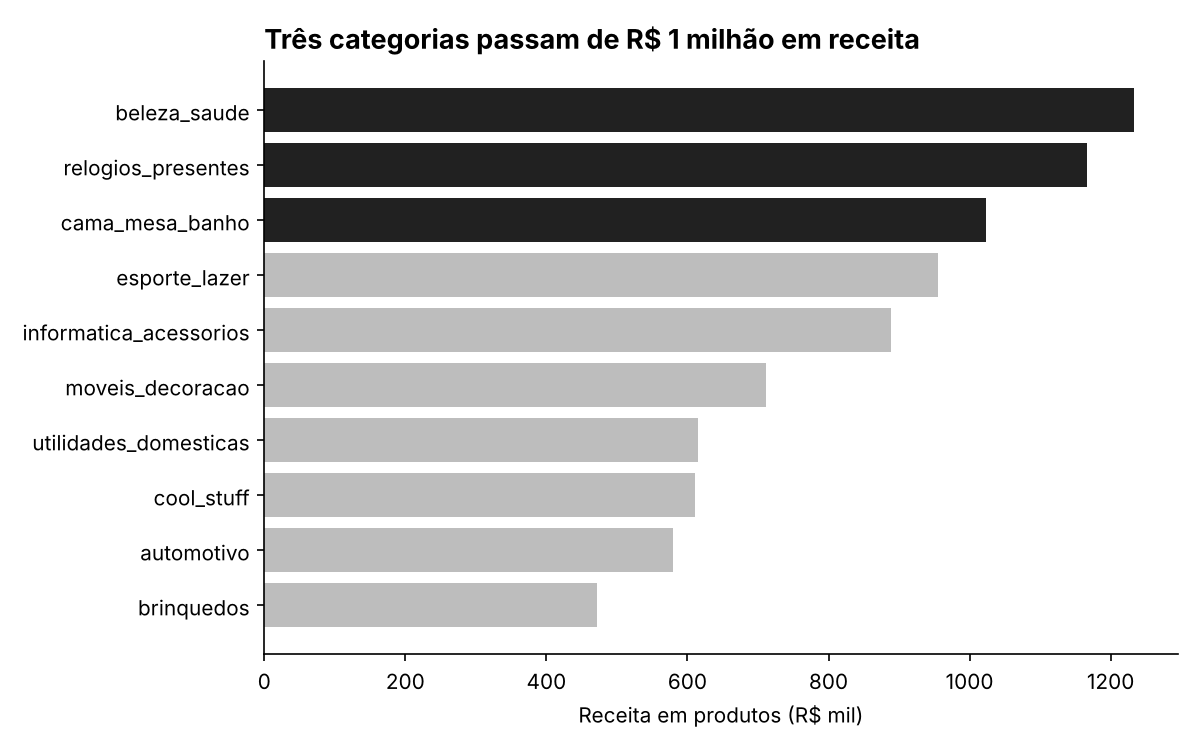 Três categorias passam de R$ 1 milhão em receita
beleza_saude
relogios_presentes
cama_mesa_banho
esporte_lazer
informatica_acessorios
moveis_decoracao
utilidades_domesticas
cool_stuff
automotivo
brinquedos
0 200 400 600 800 1000 1200
Receita em produtos (R$ mil)